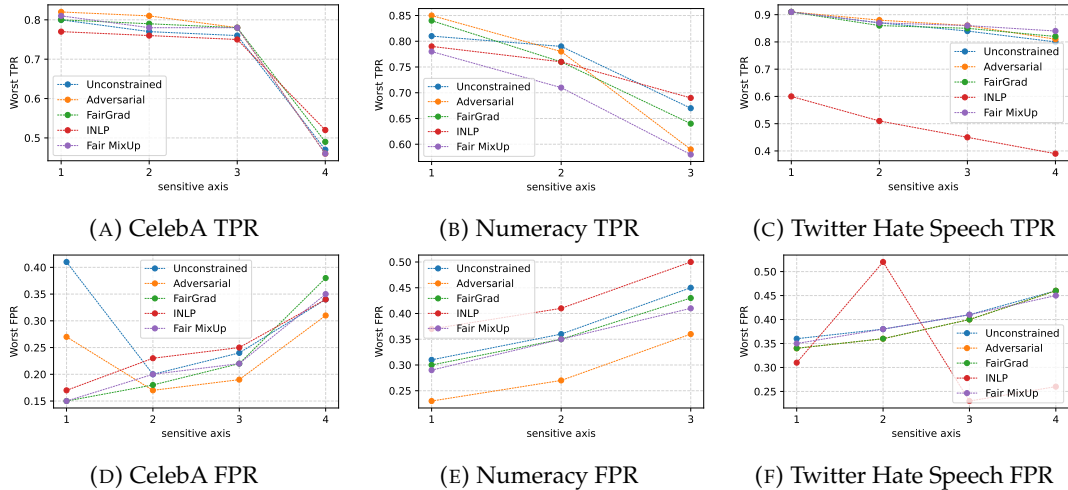 0.8
0.7
0.6
0.5
Worst TPR
Unconstrained
Adversarial
FairGrad
INLP
Fair MixUp
1 2 3 4
sensitive axis
(A) CelebA TPR
0.85
0.80
0.75
0.70
0.65
0.60
Worst TPR
Unconstrained
Adversarial
FairGrad
INLP
Fair MixUp
1 2 3
sensitive axis
(B) Numeracy TPR
0.9
0.8
0.7
0.6
0.5
0.4
Worst TPR
Unconstrained
Adversarial
FairGrad
INLP
Fair MixUp
1 2 3 4
sensitive axis
(C) Twitter Hate Speech TPR
0.40
0.35
0.30
0.25
0.20
0.15
Worst FPR
Unconstrained
Adversarial
FairGrad
INLP
Fair MixUp
1 2 3 4
sensitive axis
(D) CelebA FPR
0.50
0.45
0.40
0.35
0.30
0.25
Worst FPR
Unconstrained
Adversarial
FairGrad
INLP
Fair MixUp
1 2 3
sensitive axis
(E) Numeracy FPR
0.50
0.45
0.40
0.35
0.30
0.25
Worst FPR
Unconstrained
Adversarial
FairGrad
INLP
Fair MixUp
1 2 3 4
sensitive axis
(F) Twitter Hate Speech FPR